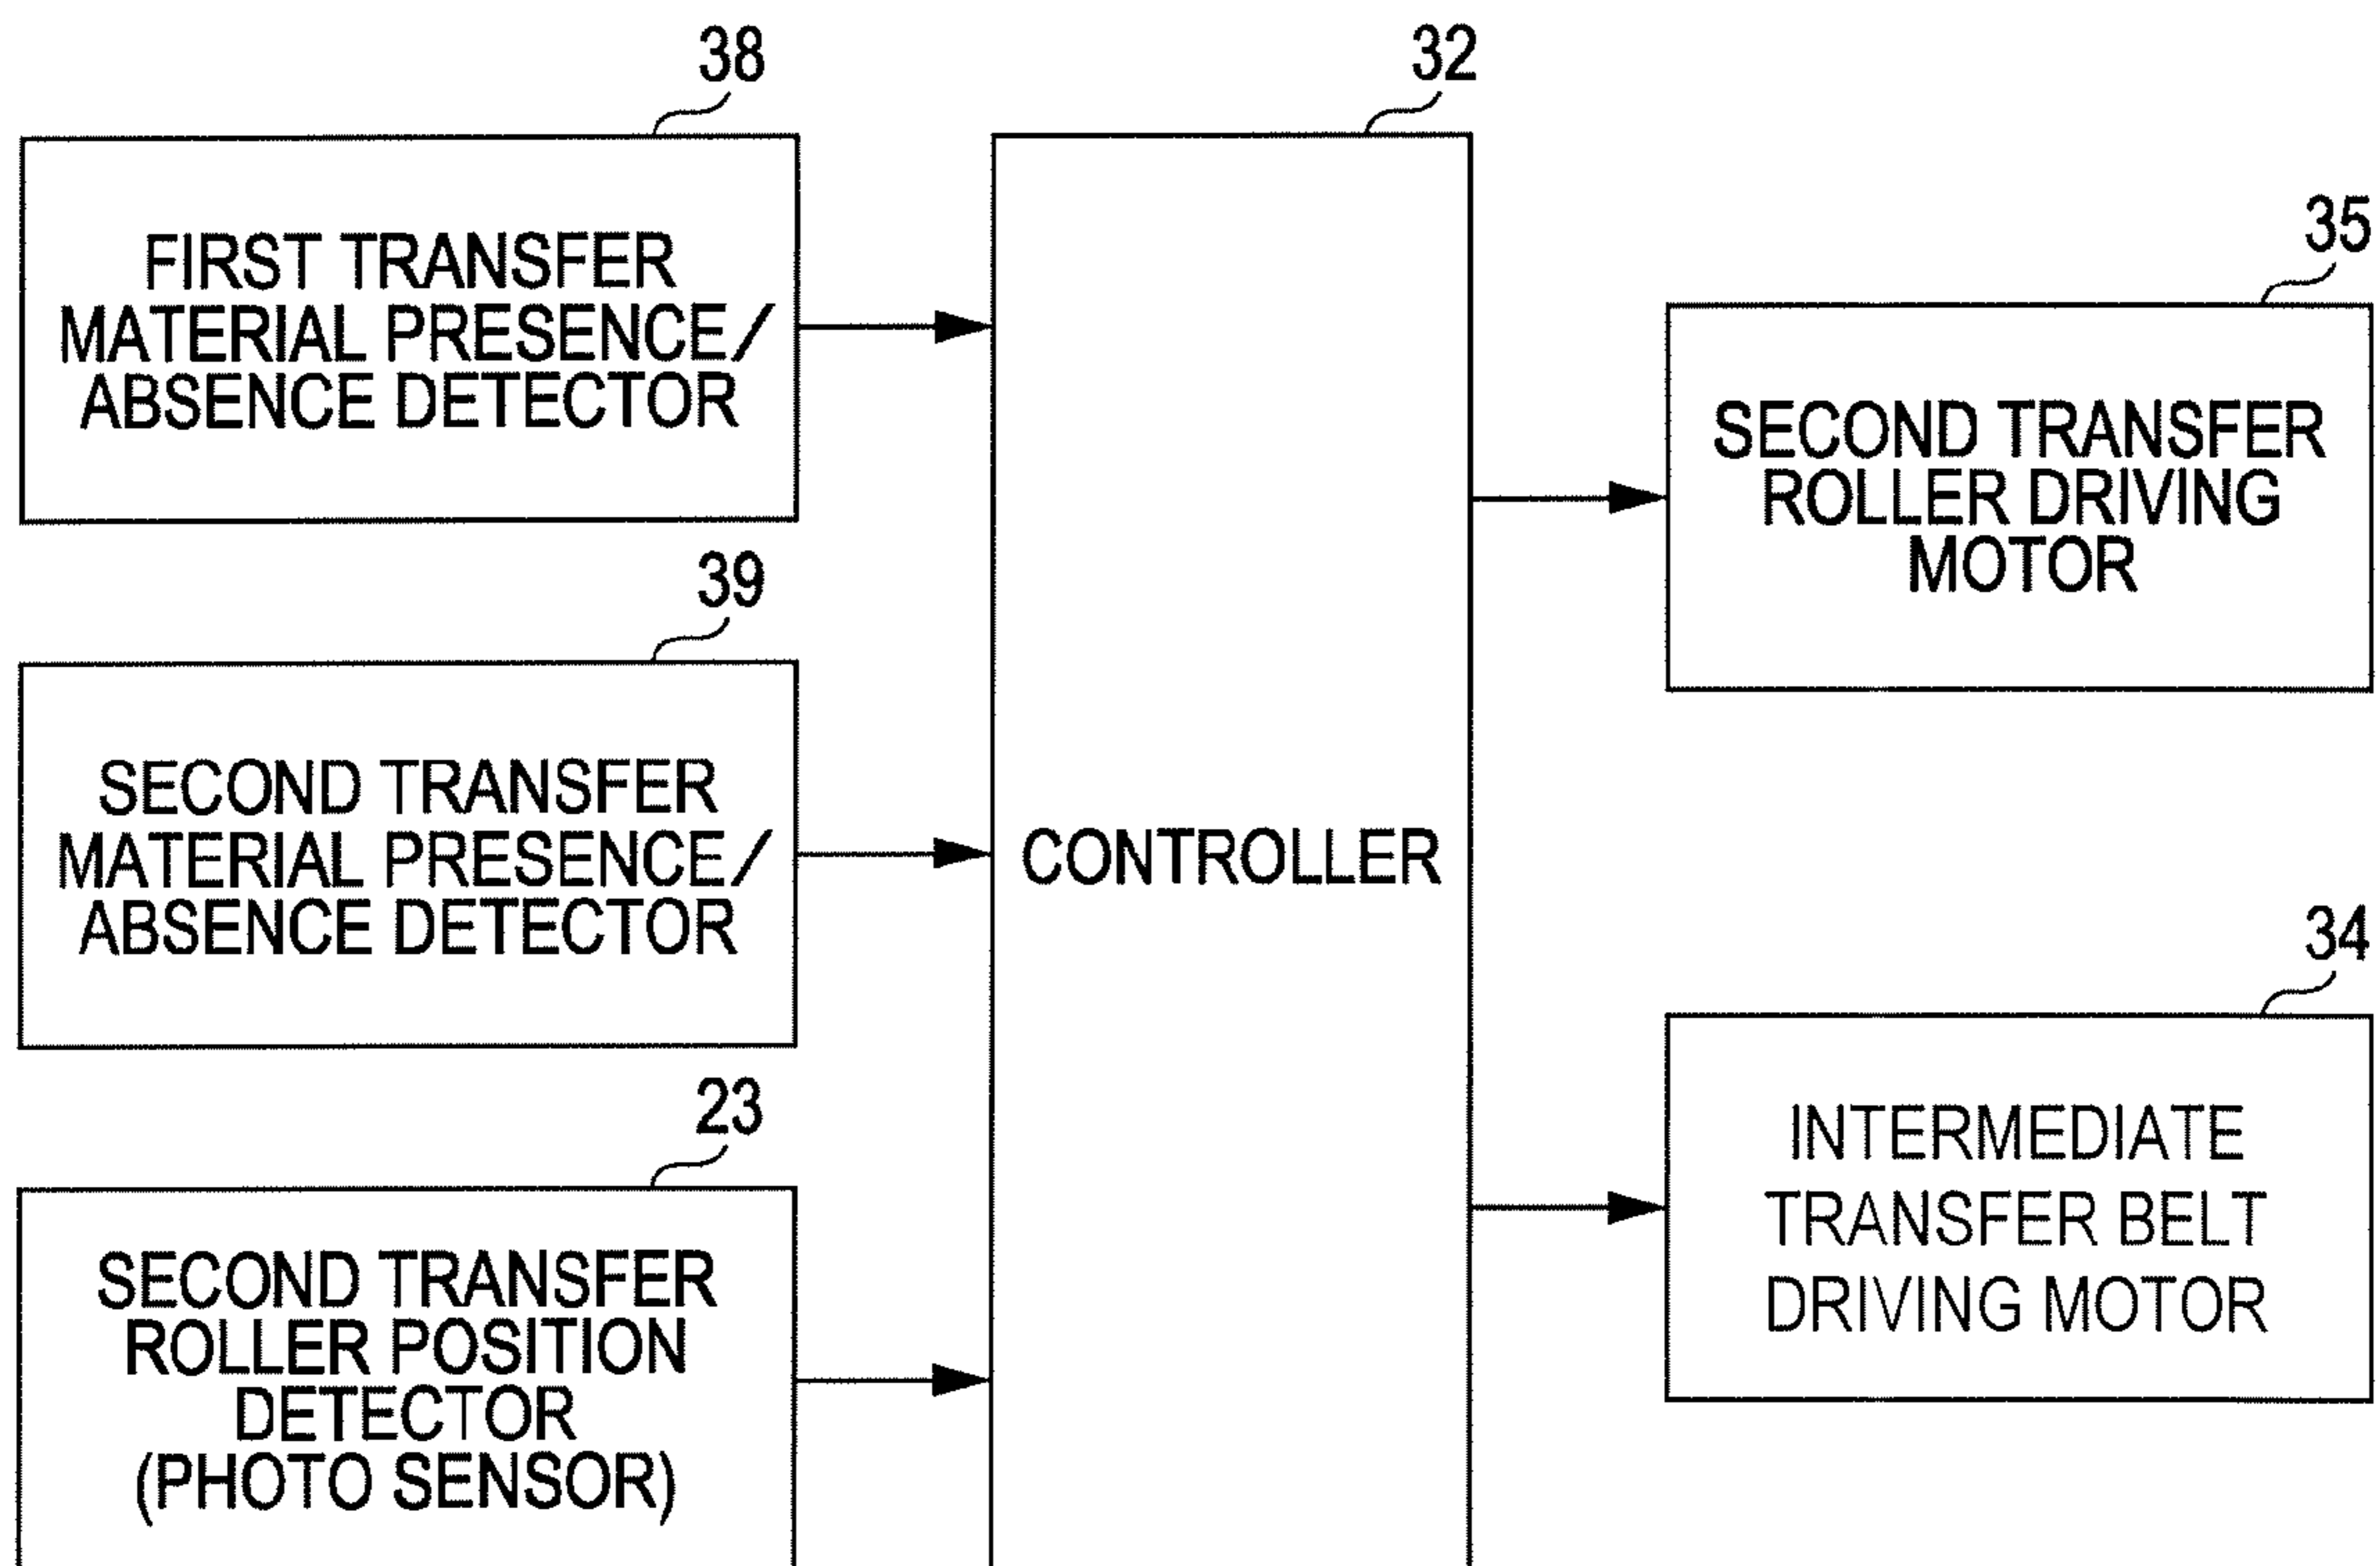 38
FIRST TRANSFER
MATERIAL PRESENCE/
ABSENCE DETECTOR
39
SECOND TRANSFER
MATERIAL PRESENCE/
ABSENCE DETECTOR
23
SECOND TRANSFER
ROLLER POSITION
DETECTOR
(PHOTO SENSOR)
32
CONTROLLER
35
SECOND TRANSFER
ROLLER DRIVING
MOTOR
34
INTERMEDIATE
TRANSFER BELT
DRIVING MOTOR